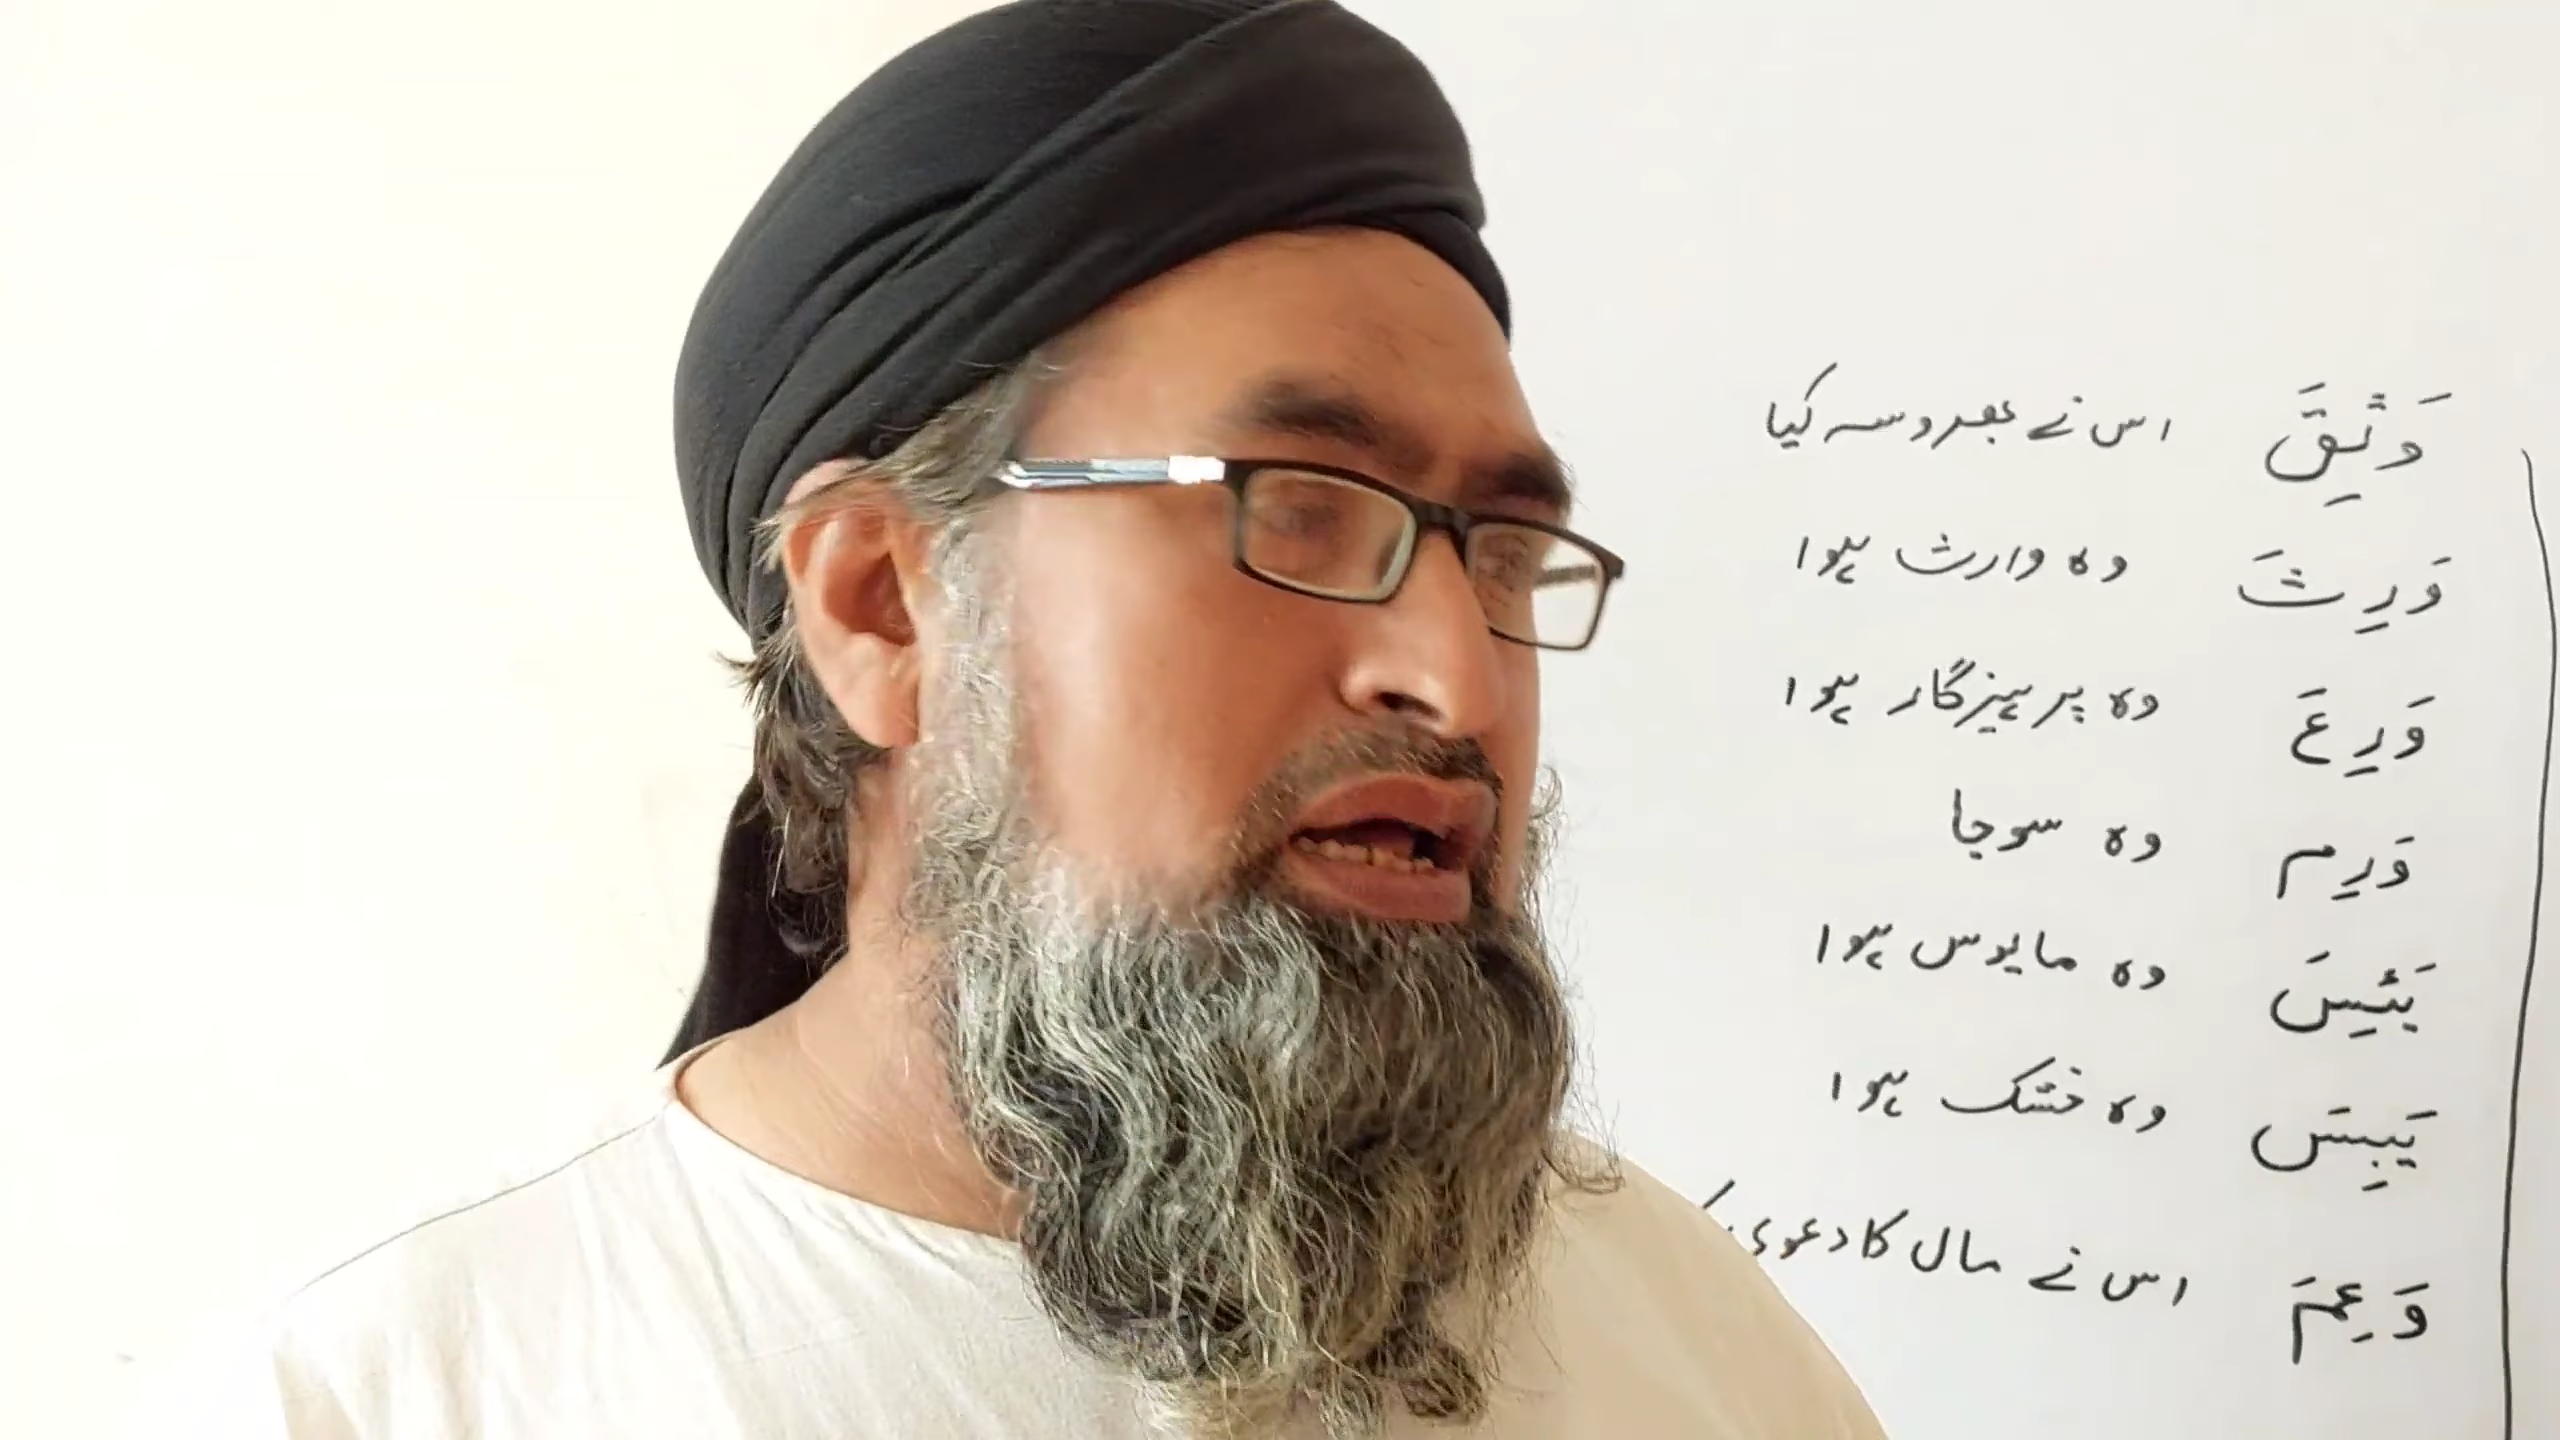 وَثِقَ اس نے بھروسہ کیا
وَرِثَ وہ وارث ہوا
وَرِعَ وہ پرہیزگار ہوا
وَرِم وہ سوجا
يَئِسَ وہ مایوس ہوا
يَبِسَ وہ خشک ہوا
وَعِمَ اس نے مال کا دعوی